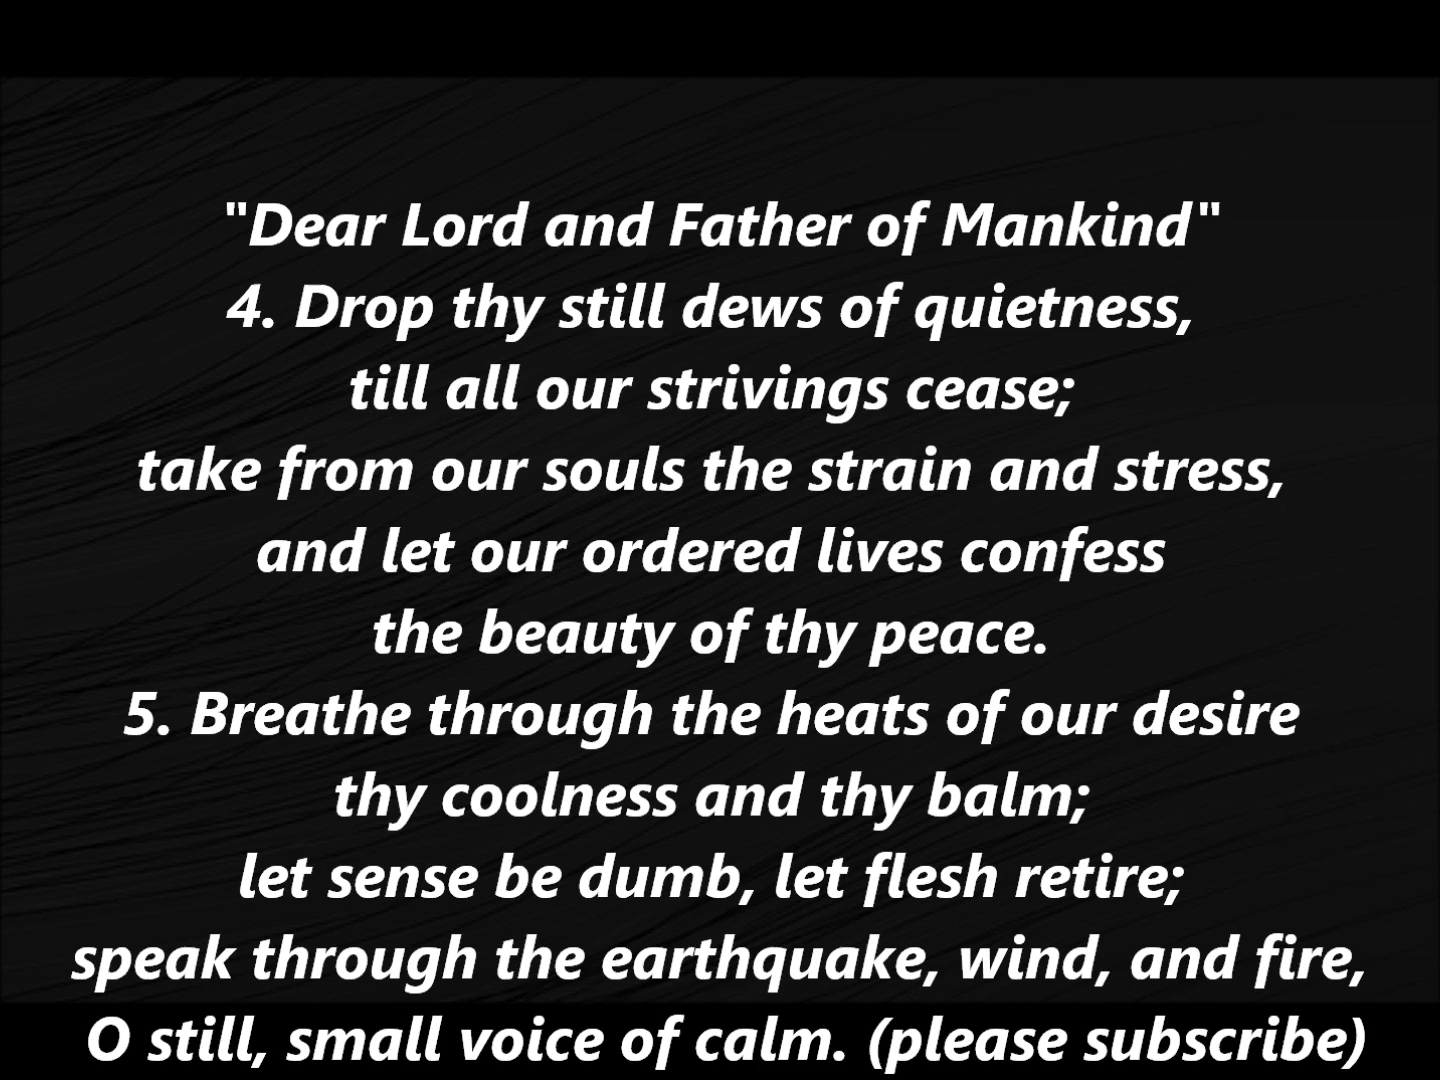 "Dear Lord and Father of Mankind"
4. Drop thy still dews of quietness,
till all our strivings cease;
take from our souls the strain and stress,
and let our ordered lives confess
the beauty of thy peace.
5. Breathe through the heats of our desire
thy coolness and thy balm;
let sense be dumb, let flesh retire;
speak through the earthquake, wind, and fire,
O still, small voice of calm. (please subscribe)